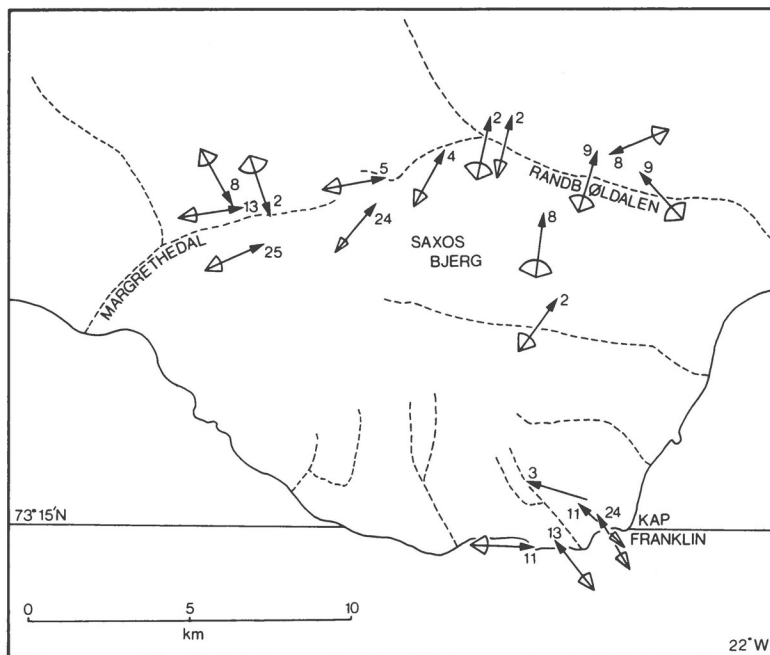 2 2
9
8
9
4
5
8
13 2
24
25
RANDBØLDALEN
SAXOS
BJERG
8
MARGRETHEDAL
2
3
73°15'N
11 24
KAP
FRANKLIN
13
11
0 5 10
km
22°W